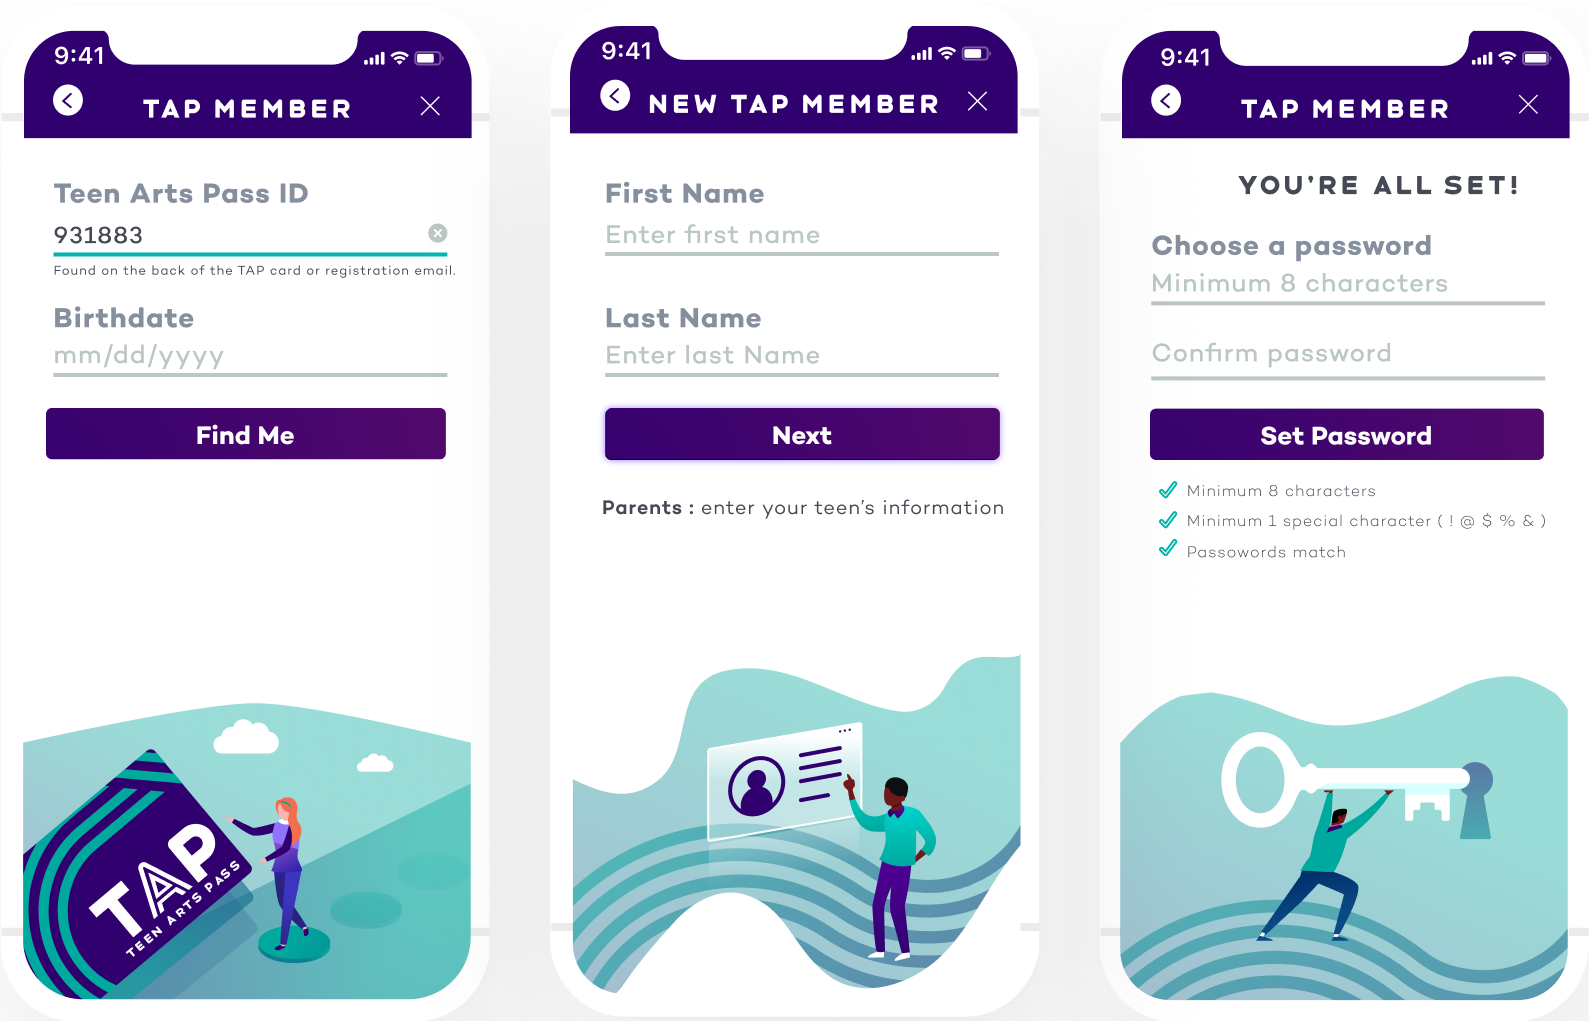 9:41
TAP MEMBER
Teen Arts Pass ID
931883
Found on the back of the TAP card or registration email.
Birthdate
mm/dd/yyyy
Find Me
TAP
TEEN ARTS PASS
9:41
NEW TAP MEMBER
First Name
Enter first name
Last Name
Enter last Name
Next
Parents : enter your teen’s information
9:41
TAP MEMBER
YOU’RE ALL SET!
Choose a password
Minimum 8 characters
Confirm password
Set Password
Minimum 8 characters
Minimum 1 special character ( ! @ $ % & )
Passowords match